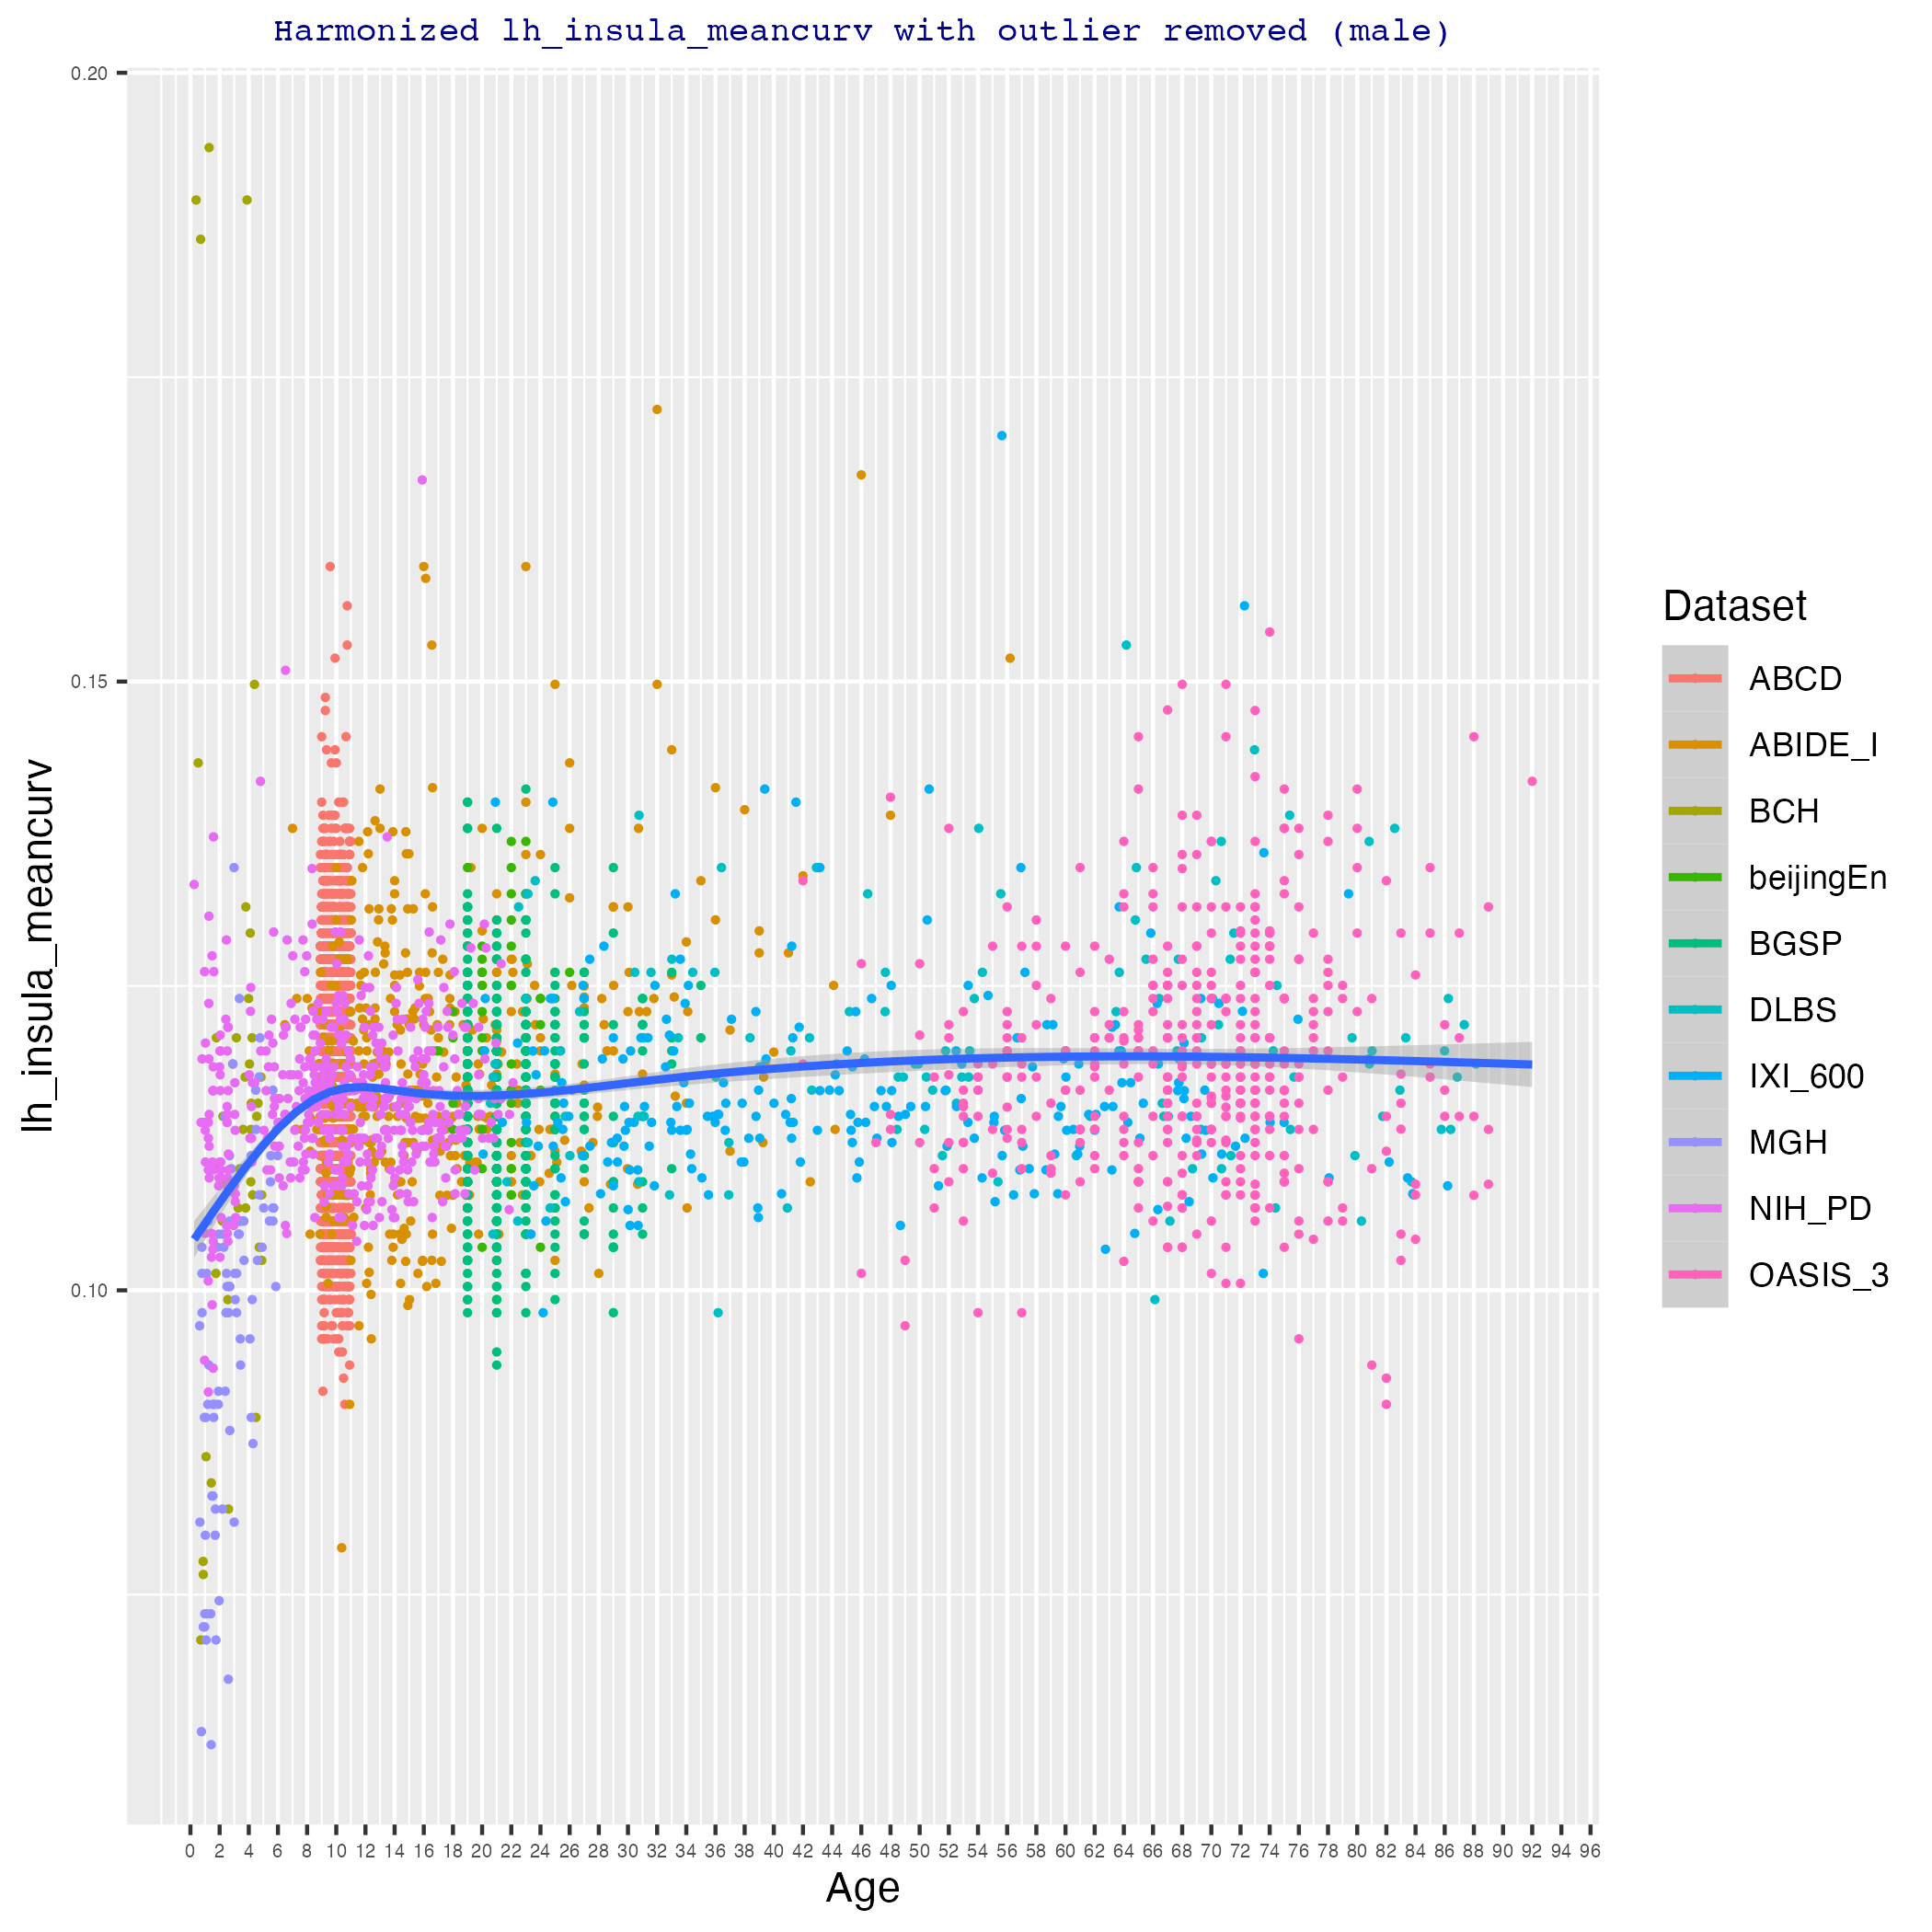 Harmonized lh_insula_meancurv with outlier removed (male)
lh_insula_meancurv
0.20
0.15
0.10
0 2 4 6 8 10 12 14 16 18 20 22 24 26 28 30 32 34 36 38 40 42 44 46 48 50 52 54 56 58 60 62 64 66 68 70 72 74 76 78 80 82 84 86 88 90 92 94 96
Age
Dataset
ABCD
ABIDE_I
BCH
beijingEn
BGSP
DLBS
IXI_600
MGH
NIH_PD
OASIS_3